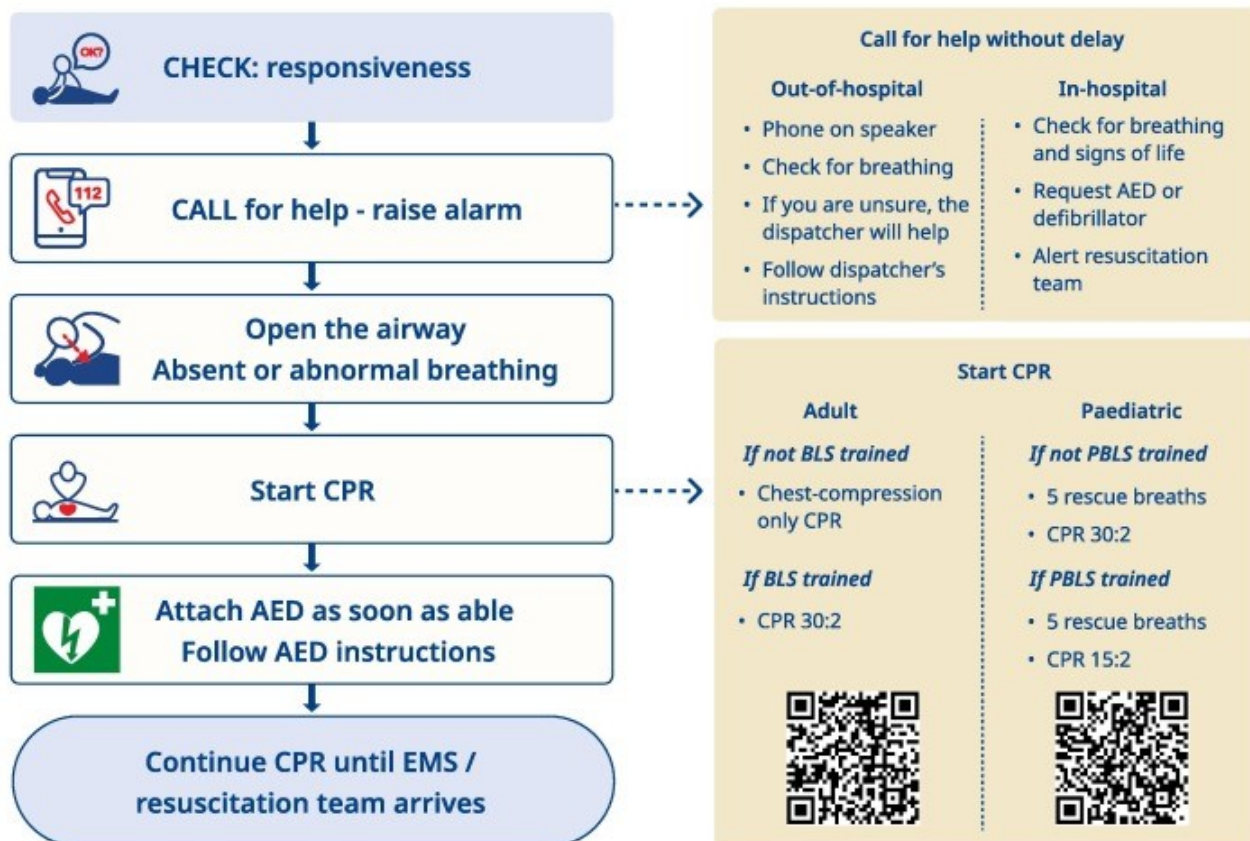 OK?
CHECK: responsiveness
112
CALL for help - raise alarm
Open the airway
Absent or abnormal breathing
Start CPR
Attach AED as soon as able
Follow AED instructions
Continue CPR until EMS /
resuscitation team arrives
Call for help without delay
Out-of-hospital
• Phone on speaker
• Check for breathing
• If you are unsure, the
dispatcher will help
• Follow dispatcher's
instructions
In-hospital
• Check for breathing
and signs of life
• Request AED or
defibrillator
• Alert resuscitation
team
Start CPR
Adult
If not BLS trained
• Chest-compression
only CPR
If BLS trained
• CPR 30:2
Paediatric
If not PBLS trained
• 5 rescue breaths
• CPR 30:2
If PBLS trained
• 5 rescue breaths
• CPR 15:2